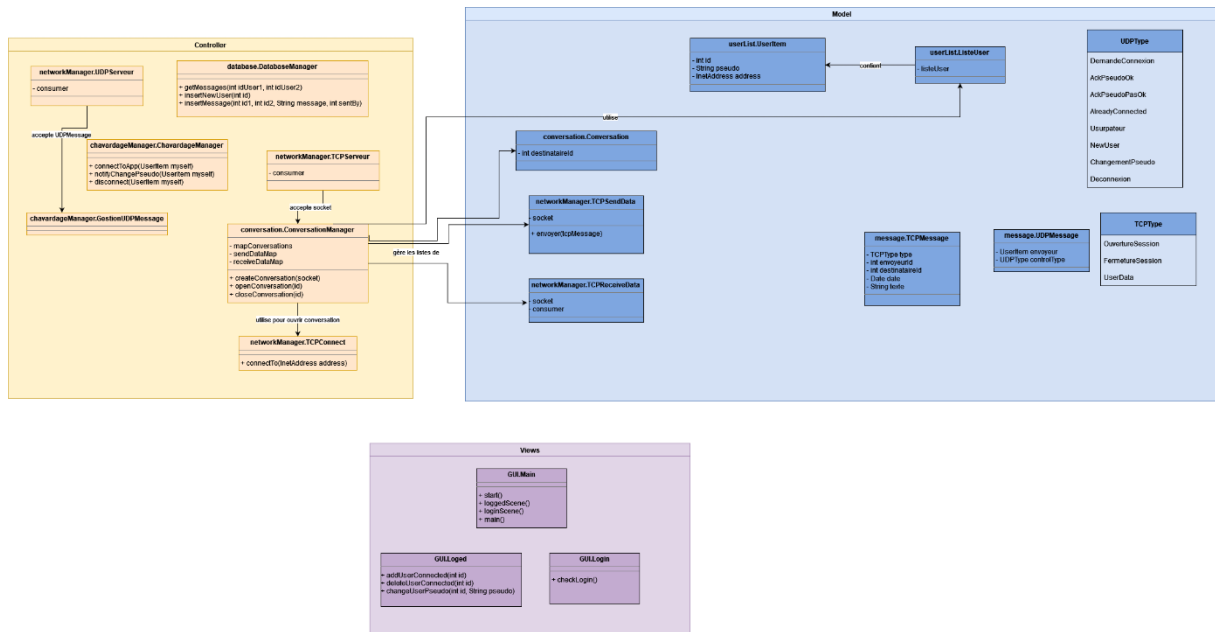 Controller
networkManager.UDPServeur
- consumer
database.DatabaseManager
+ getMessages(int idUser1, int idUser2)
+ insertNewUser(int id)
+ insertMessage(int id1, int id2, String message, int sentBy)
accepte UDPMessage
chavardageManager.ChavardageManager
+ connectToApp(UserItem myself)
+ notifyChangePseudo(UserItem myself)
+ disconnect(UserItem myself)
networkManager.TCPServeur
- consumer
accepte socket
chavardageManager.GestionUDPMessage
conversation.ConversationManager
- mapConversations
- sendDataMap
- receiveDataMap
+ createConversation(socket)
+ openConversation(id)
+ closeConversation(id)
utilise pour ouvrir conversation
networkManager.TCPConnect
+ connectTo(InetAddress address)
utilise
gère les listes de
Model
userList.UserItem
- int id
- String pseudo
- InetAddress address
contient
userList.ListeUser
- listeUser
UDPType
DemandeConnexion
AckPseudoOk
AckPseudoPasOk
AlreadyConnected
Usurpateur
NewUser
ChangementPseudo
Deconnexion
conversation.Conversation
- int destinataireId
networkManager.TCPSendData
- socket
+ envoyer(tcpMessage)
networkManager.TCPReceiveData
- socket
- consumer
message.TCPMessage
- TCPType type
- int envoyeurId
- int destinataireId
- Date date
- String texte
message.UDPMessage
- UserItem envoyeur
- UDPType controlType
TCPType
OuvertureSession
FermetureSession
UserData
Views
GUI.Main
+ start()
+ loggedScene()
+ loginScene()
+ main()
GUI.Loged
+ addUserConnected(int id)
+ deleteUserConnected(int id)
+ changeUserPseudo(int id, String pseudo)
GUI.Login
+ checkLogin()